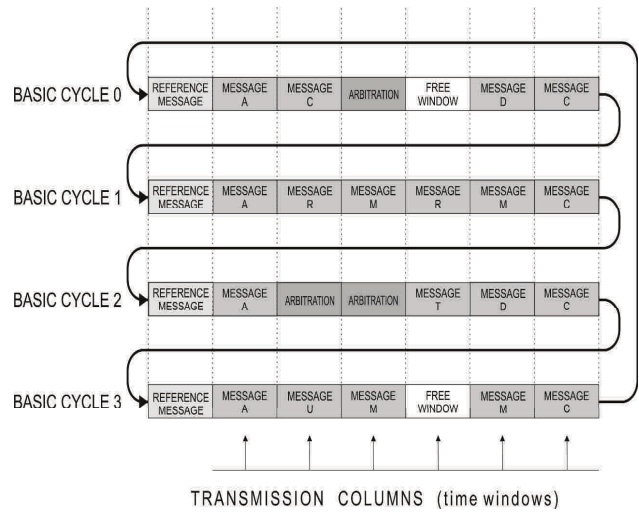 BASIC CYCLE 0
REFERENCE MESSAGE A MESSAGE C ARBITRATION FREE WINDOW MESSAGE D MESSAGE C
BASIC CYCLE 1
REFERENCE MESSAGE A MESSAGE R MESSAGE M MESSAGE R MESSAGE M MESSAGE C
BASIC CYCLE 2
REFERENCE MESSAGE MESSAGE A ARBITRATION ARBITRATION MESSAGE T MESSAGE D MESSAGE C
BASIC CYCLE 3
REFERENCE MESSAGE MESSAGE A MESSAGE U MESSAGE M FREE WINDOW MESSAGE M MESSAGE C
TRANSMISSION COLUMNS (time windows)